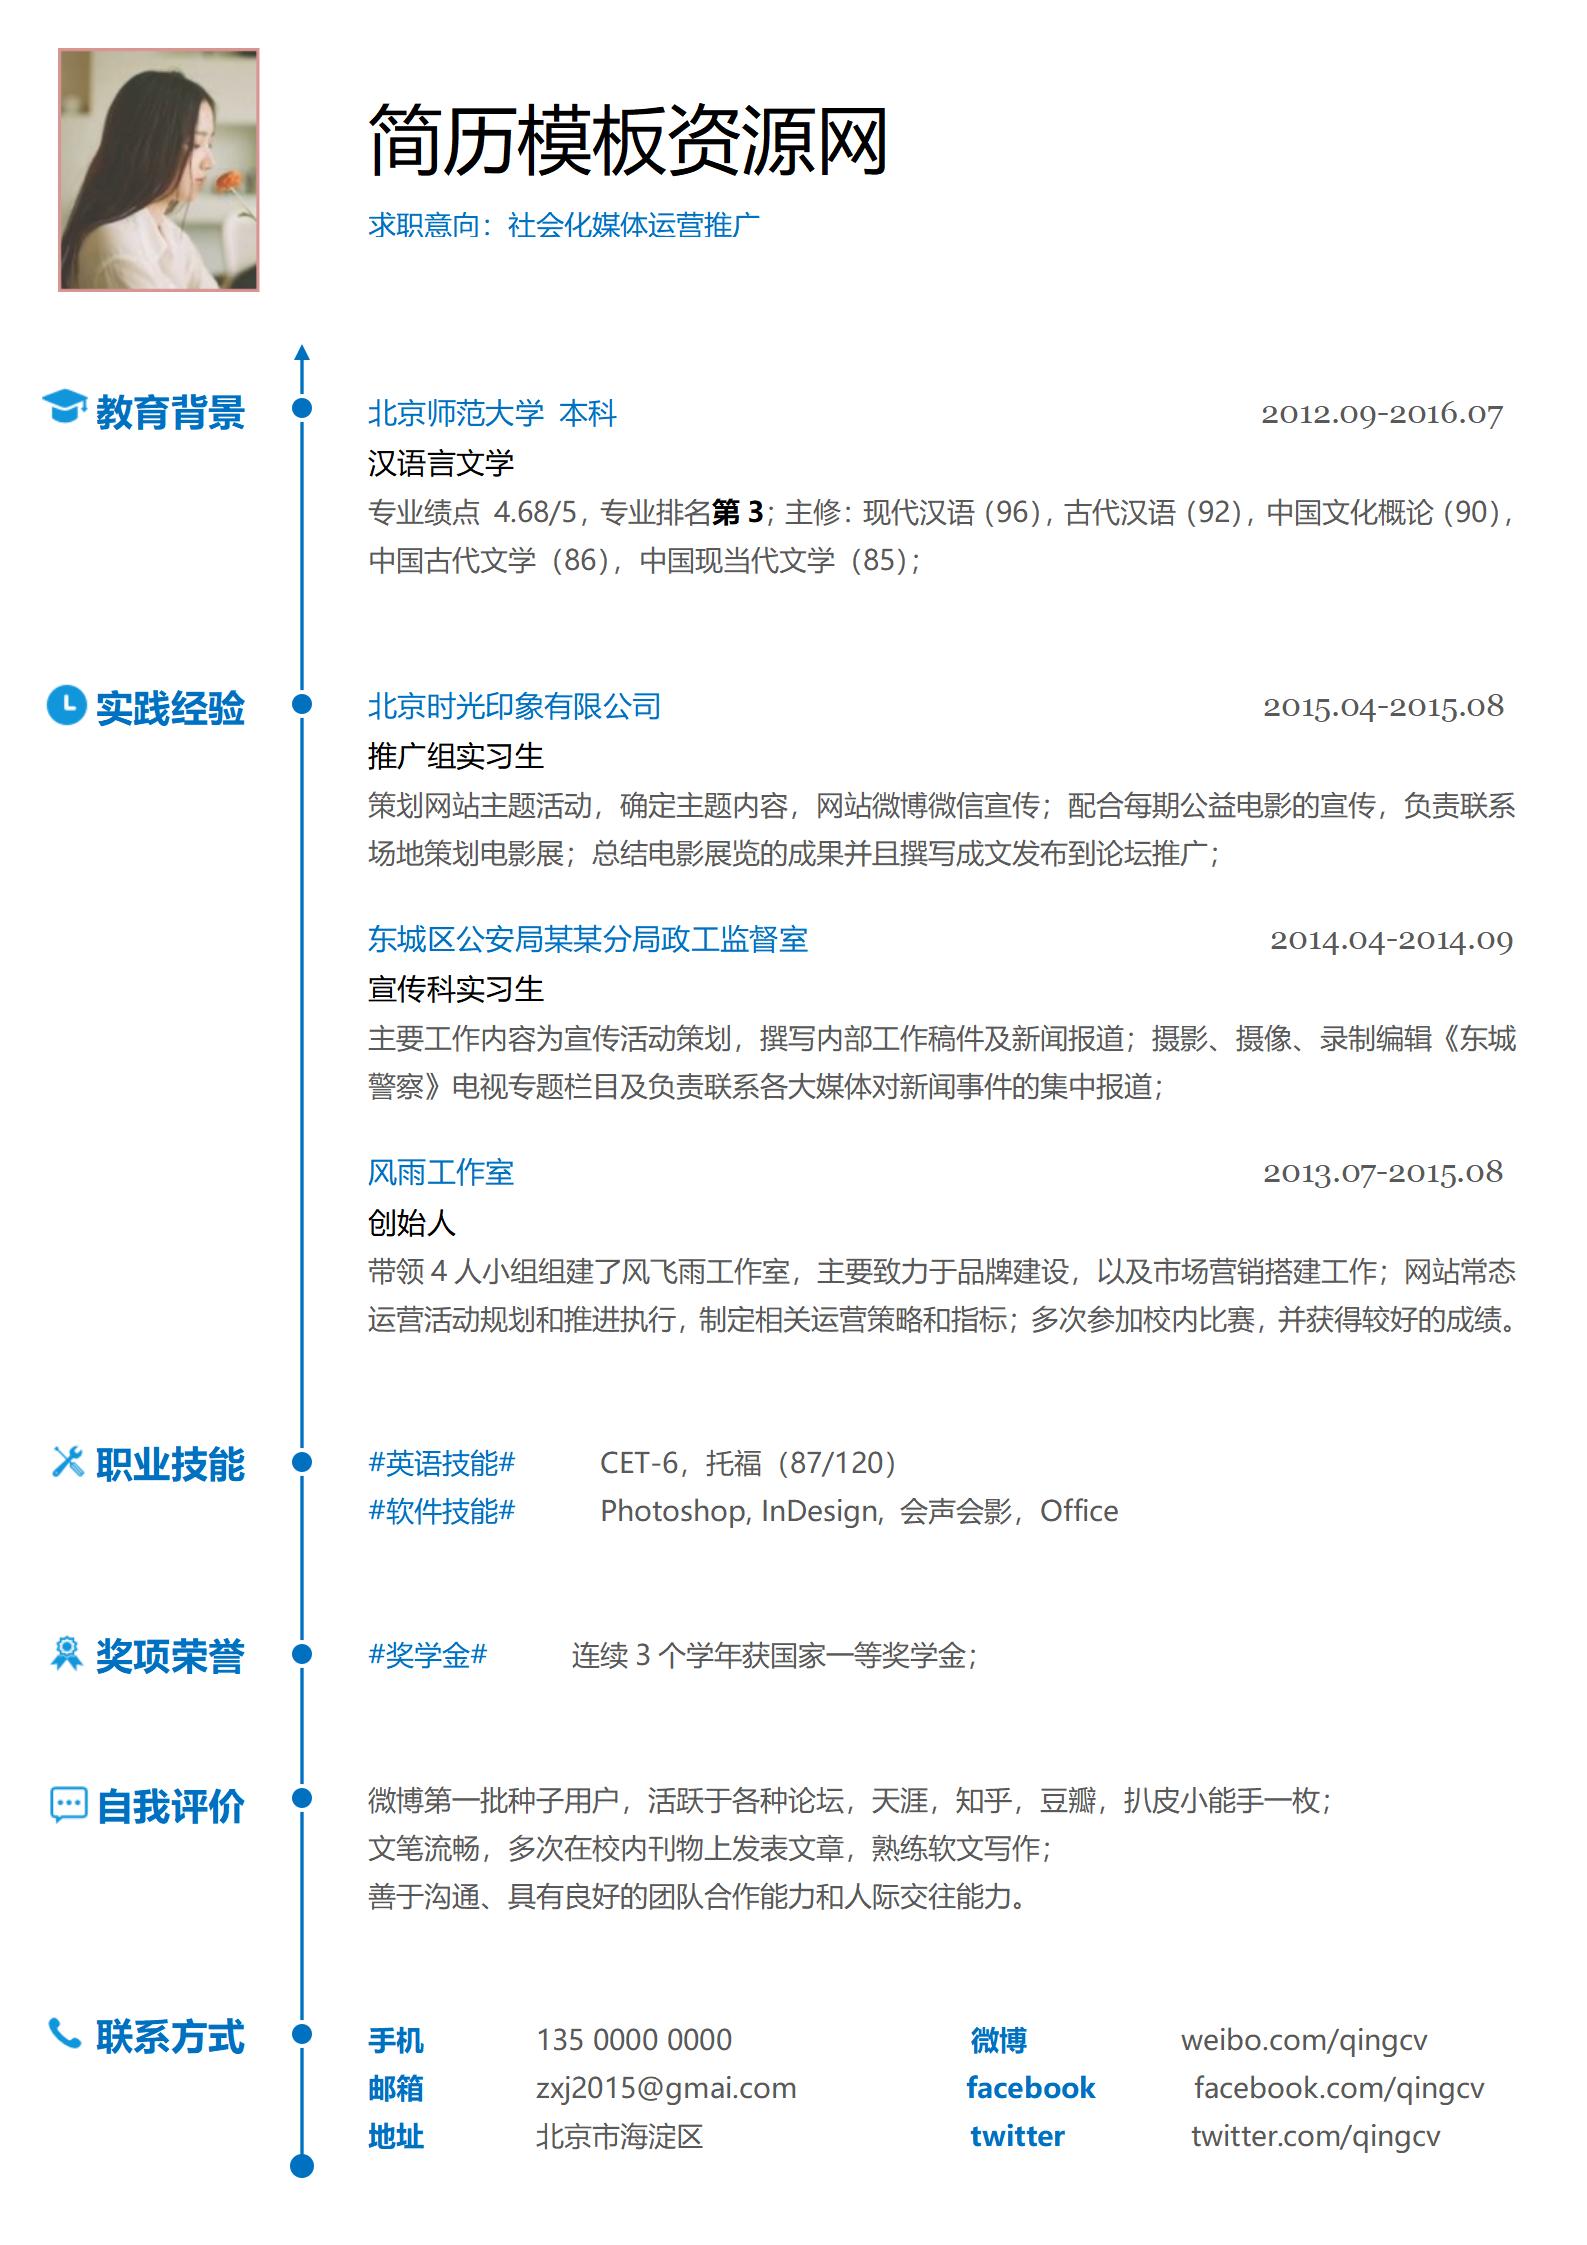 简历模板资源网
求职意向：社会化媒体运营推广
教育背景
北京师范大学 本科 2012.09-2016.07
汉语言文学
专业绩点 4.68/5，专业排名第 3；主修：现代汉语（96），古代汉语（92），中国文化概论（90），
中国古代文学（86），中国现当代文学（85）；
实践经验
北京时光印象有限公司 2015.04-2015.08
推广组实习生
策划网站主题活动，确定主题内容，网站微博微信宣传；配合每期公益电影的宣传，负责联系
场地策划电影展；总结电影展览的成果并且撰写成文发布到论坛推广；
东城区公安局某某分局政工监督室 2014.04-2014.09
宣传科实习生
主要工作内容为宣传活动策划，撰写内部工作稿件及新闻报道；摄影、摄像、录制编辑《东城
警察》电视专题栏目及负责联系各大媒体对新闻事件的集中报道；
风雨工作室 2013.07-2015.08
创始人
带领 4 人小组组建了风飞雨工作室，主要致力于品牌建设，以及市场营销搭建工作；网站常态
运营活动规划和推进执行，制定相关运营策略和指标；多次参加校内比赛，并获得较好的成绩。
职业技能
#英语技能# CET-6，托福（87/120）
#软件技能# Photoshop, InDesign, 会声会影，Office
奖项荣誉
#奖学金# 连续 3 个学年获国家一等奖学金；
自我评价
微博第一批种子用户，活跃于各种论坛，天涯，知乎，豆瓣，扒皮小能手一枚；
文笔流畅，多次在校内刊物上发表文章，熟练软文写作；
善于沟通、具有良好的团队合作能力和人际交往能力。
联系方式
手机 135 0000 0000 微博 weibo.com/qingcv
邮箱 zxj2015@gmai.com facebook facebook.com/qingcv
地址 北京市海淀区 twitter twitter.com/qingcv